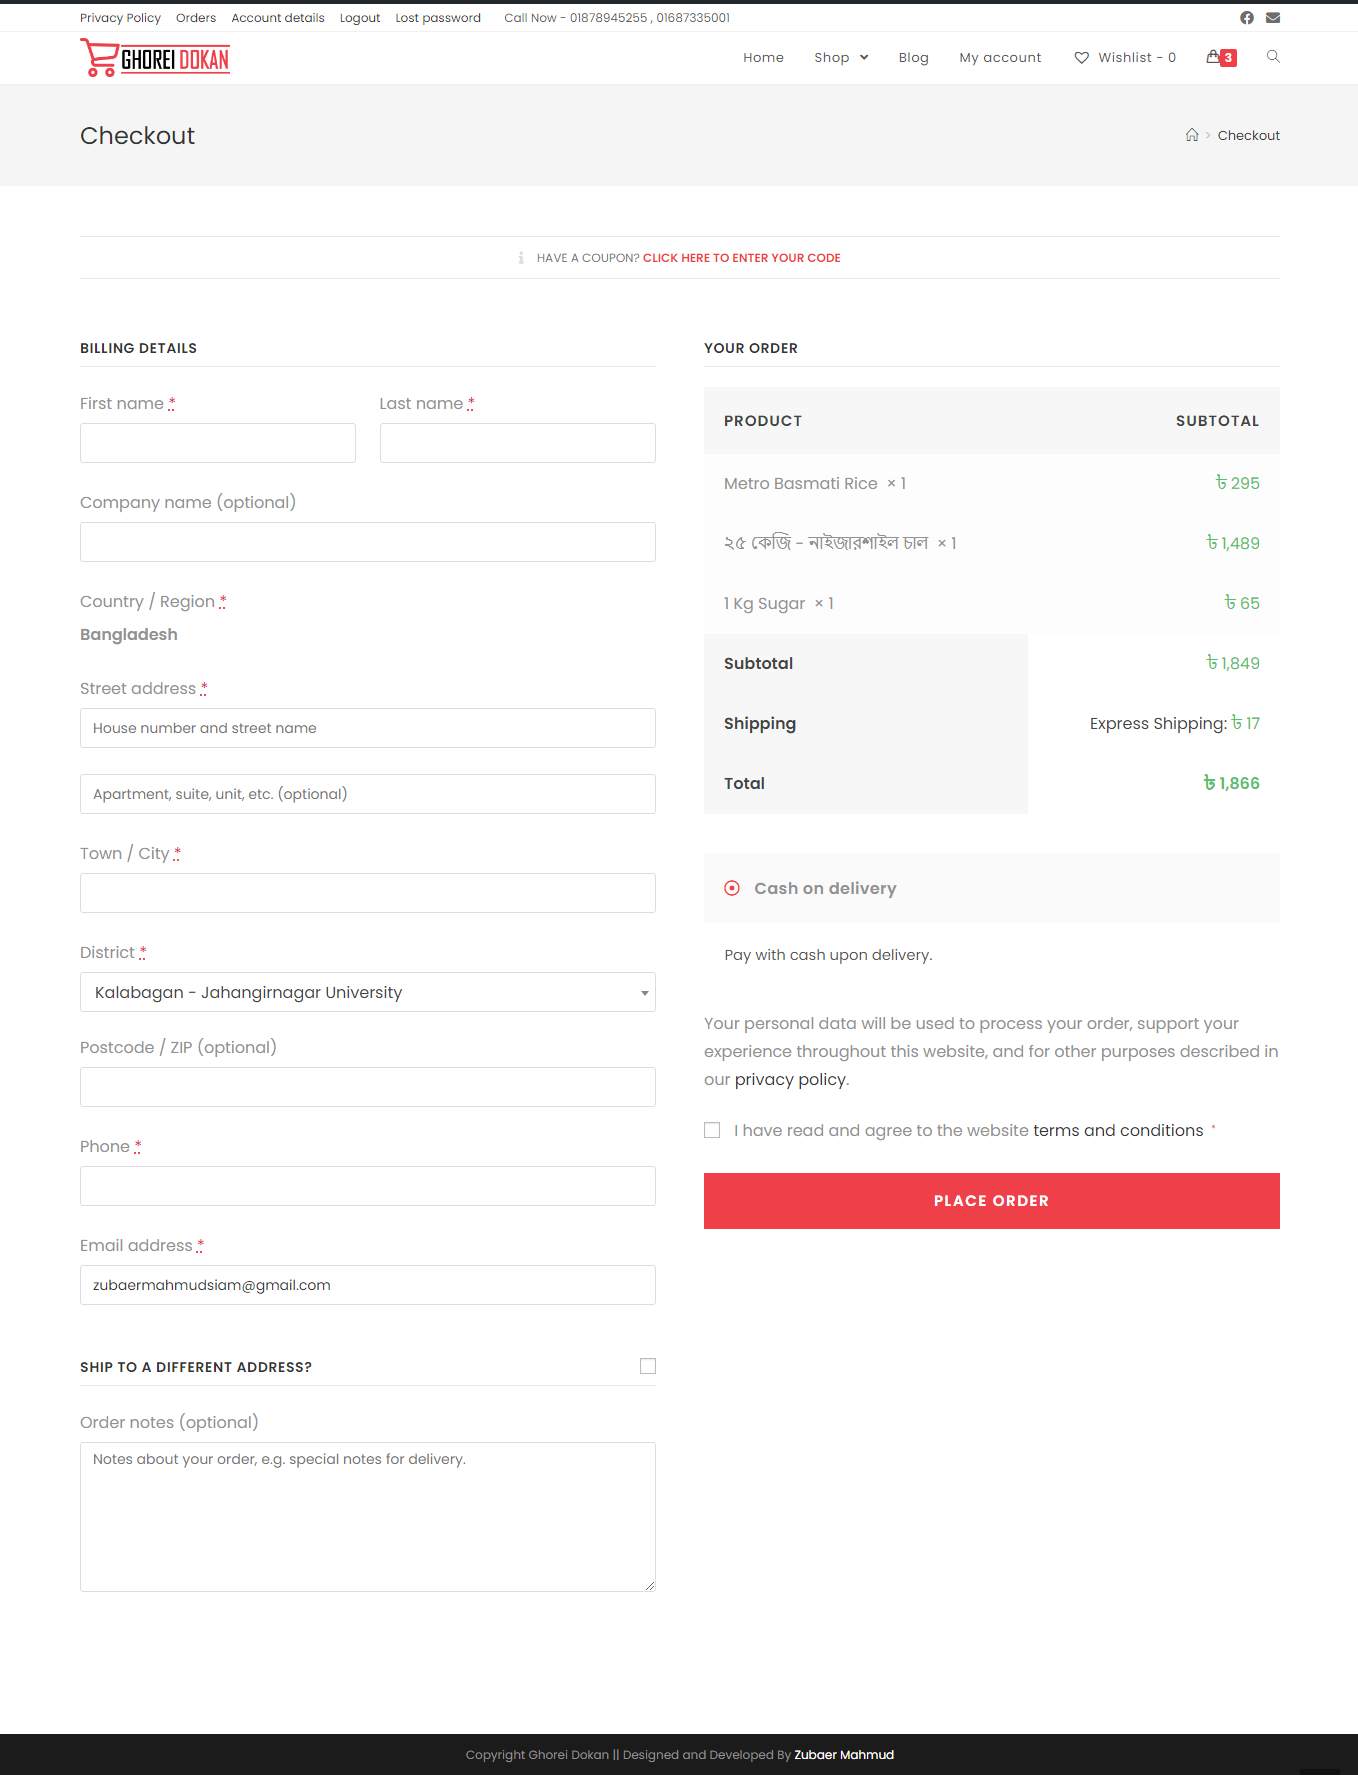 Privacy Policy Orders Account details Logout Lost password Call Now - 01878945255 , 01687335001
GHOREI DOKAN
Home Shop Blog My account Wishlist - 0 3
Checkout
> Checkout
HAVE A COUPON? CLICK HERE TO ENTER YOUR CODE
BILLING DETAILS
First name *
Last name *
Company name (optional)
Country / Region *
Bangladesh
Street address *
House number and street name
Apartment, suite, unit, etc. (optional)
Town / City *
District *
Kalabagan - Jahangirnagar University
Postcode / ZIP (optional)
Phone *
Email address *
zubaermahmudsiam@gmail.com
SHIP TO A DIFFERENT ADDRESS?
Order notes (optional)
Notes about your order, e.g. special notes for delivery.
YOUR ORDER
PRODUCT SUBTOTAL
Metro Basmati Rice × 1 ৳ 295
২৫ কেজি - নাইজারশাইল চাল × 1 ৳ 1,489
1 Kg Sugar × 1 ৳ 65
Subtotal ৳ 1,849
Shipping Express Shipping: ৳ 17
Total ৳ 1,866
Cash on delivery
Pay with cash upon delivery.
Your personal data will be used to process your order, support your
experience throughout this website, and for other purposes described in
our privacy policy.
I have read and agree to the website terms and conditions *
PLACE ORDER
Copyright Ghorei Dokan || Designed and Developed By Zubaer Mahmud